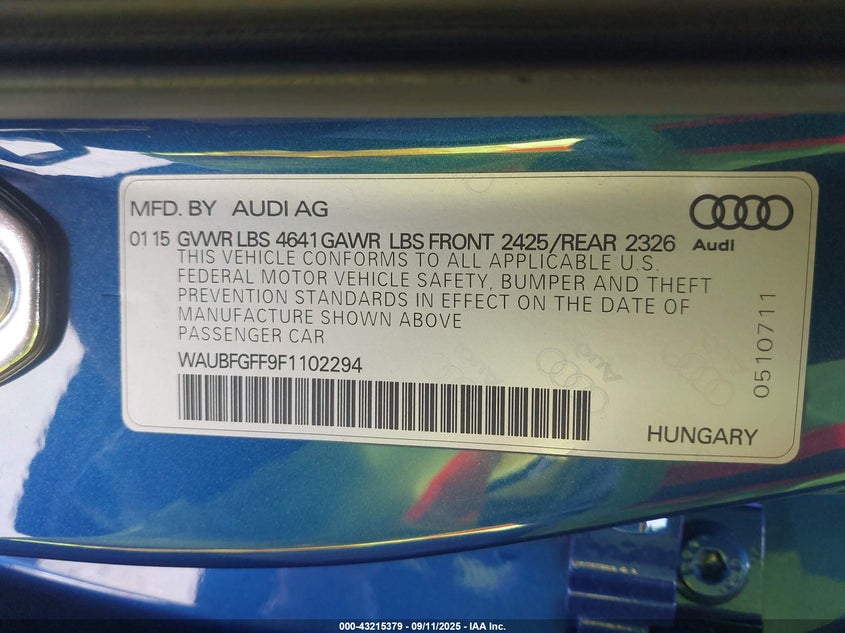 MFD. BY AUDI AG
Audi
01 15 GVWR LBS 4641 GAWR LBS FRONT 2425/REAR 2326
THIS VEHICLE CONFORMS TO ALL APPLICABLE U.S.
FEDERAL MOTOR VEHICLE SAFETY, BUMPER AND THEFT
PREVENTION STANDARDS IN EFFECT ON THE DATE OF
MANUFACTURE SHOWN ABOVE
PASSENGER CAR
WAUBFGFF9F1102294
0510711
HUNGARY
000-43215379 - 09/11/2025 - IAA Inc.